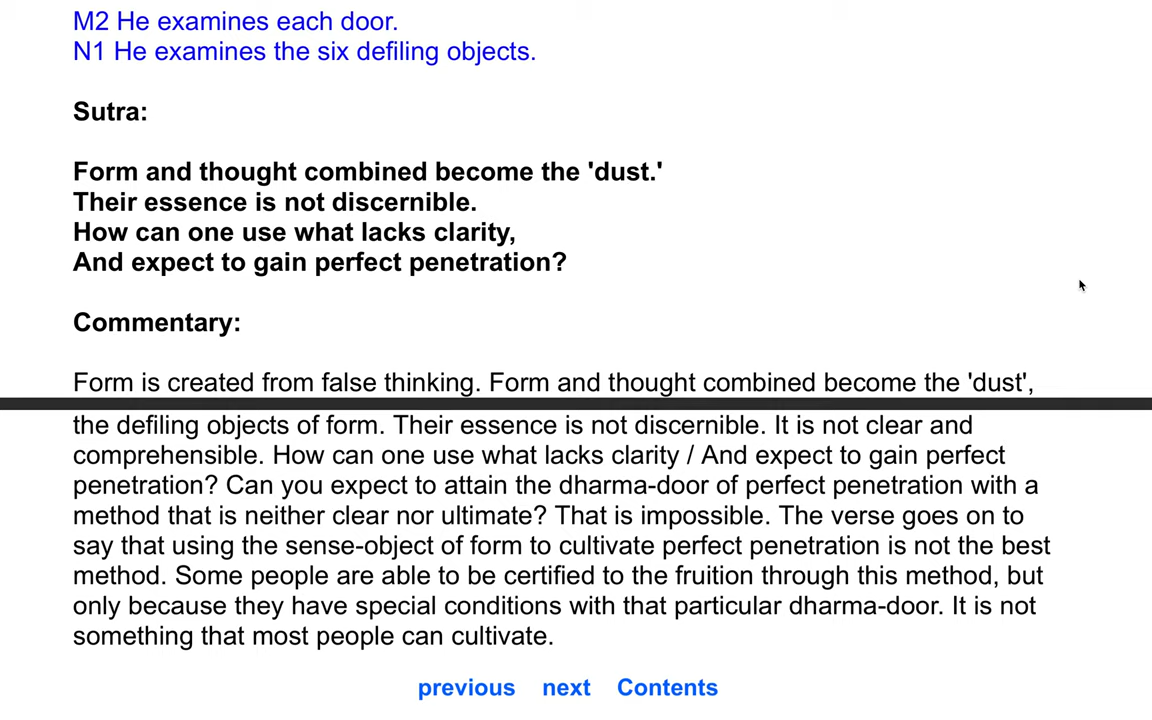 M2 He examines each door.
N1 He examines the six defiling objects.
Sutra:
Form and thought combined become the 'dust.'
Their essence is not discernible.
How can one use what lacks clarity,
And expect to gain perfect penetration?
Commentary:
Form is created from false thinking. Form and thought combined become the 'dust',
the defiling objects of form. Their essence is not discernible. It is not clear and
comprehensible. How can one use what lacks clarity / And expect to gain perfect
penetration? Can you expect to attain the dharma-door of perfect penetration with a
method that is neither clear nor ultimate? That is impossible. The verse goes on to
say that using the sense-object of form to cultivate perfect penetration is not the best
method. Some people are able to be certified to the fruition through this method, but
only because they have special conditions with that particular dharma-door. It is not
something that most people can cultivate.
previous next Contents